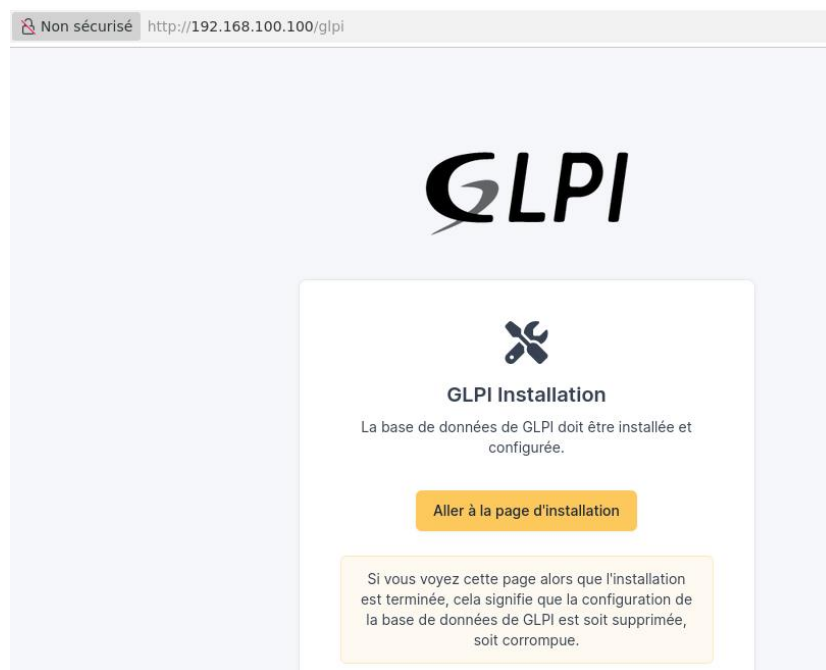 Non sécurisé http://192.168.100.100/glpi
GLPI
GLPI Installation
La base de données de GLPI doit être installée et
configurée.
Aller à la page d'installation
Si vous voyez cette page alors que l'installation
est terminée, cela signifie que la configuration de
la base de données de GLPI est soit supprimée,
soit corrompue.